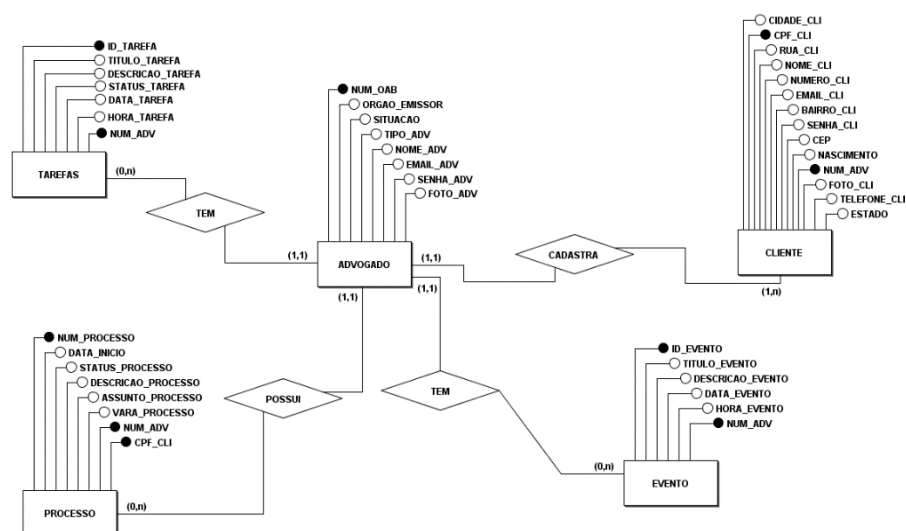 ID_TAREFA
TITULO_TAREFA
DESCRICAO_TAREFA
STATUS_TAREFA
DATA_TAREFA
HORA_TAREFA
NUM_ADV
TAREFAS
(0,n)
TEM
(1,1)
NUM_OAB
ORGAO_EMISSOR
SITUACAO
TIPO_ADV
NOME_ADV
EMAIL_ADV
SENHA_ADV
FOTO_ADV
ADVOGADO
(1,1)
(1,1)
(1,1)
CADASTRA
(1,n)
CIDADE_CLI
CPF_CLI
RUA_CLI
NOME_CLI
NUMERO_CLI
EMAIL_CLI
BAIRRO_CLI
SENHA_CLI
CEP
NASCIMENTO
NUM_ADV
FOTO_CLI
TELEFONE_CLI
ESTADO
CLIENTE
NUM_PROCESSO
DATA_INICIO
STATUS_PROCESSO
DESCRICAO_PROCESSO
ASSUNTO_PROCESSO
VARA_PROCESSO
NUM_ADV
CPF_CLI
PROCESSO
(0,n)
POSSUI
TEM
(0,n)
ID_EVENTO
TITULO_EVENTO
DESCRICAO_EVENTO
DATA_EVENTO
HORA_EVENTO
NUM_ADV
EVENTO